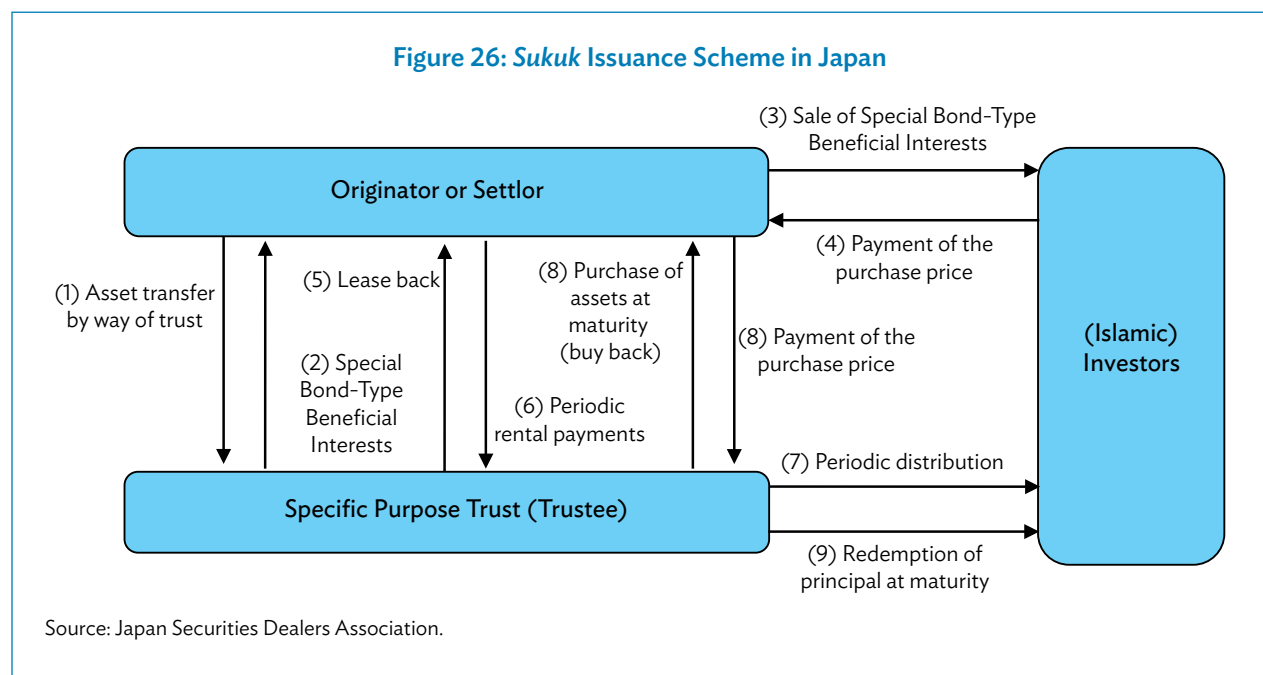 Figure 26: Sukuk Issuance Scheme in Japan
(3) Sale of Special Bond-Type
Beneficial Interests
Originator or Settlor
(4) Payment of the
purchase price
(1) Asset transfer
by way of trust
(2) Special
Bond-Type
Beneficial
Interests
(5) Lease back
(6) Periodic
rental payments
(8) Purchase of
assets at
maturity
(buy back)
(8) Payment of the
purchase price
(Islamic)
Investors
Specific Purpose Trust (Trustee)
(7) Periodic distribution
(9) Redemption of
principal at maturity
Source: Japan Securities Dealers Association.